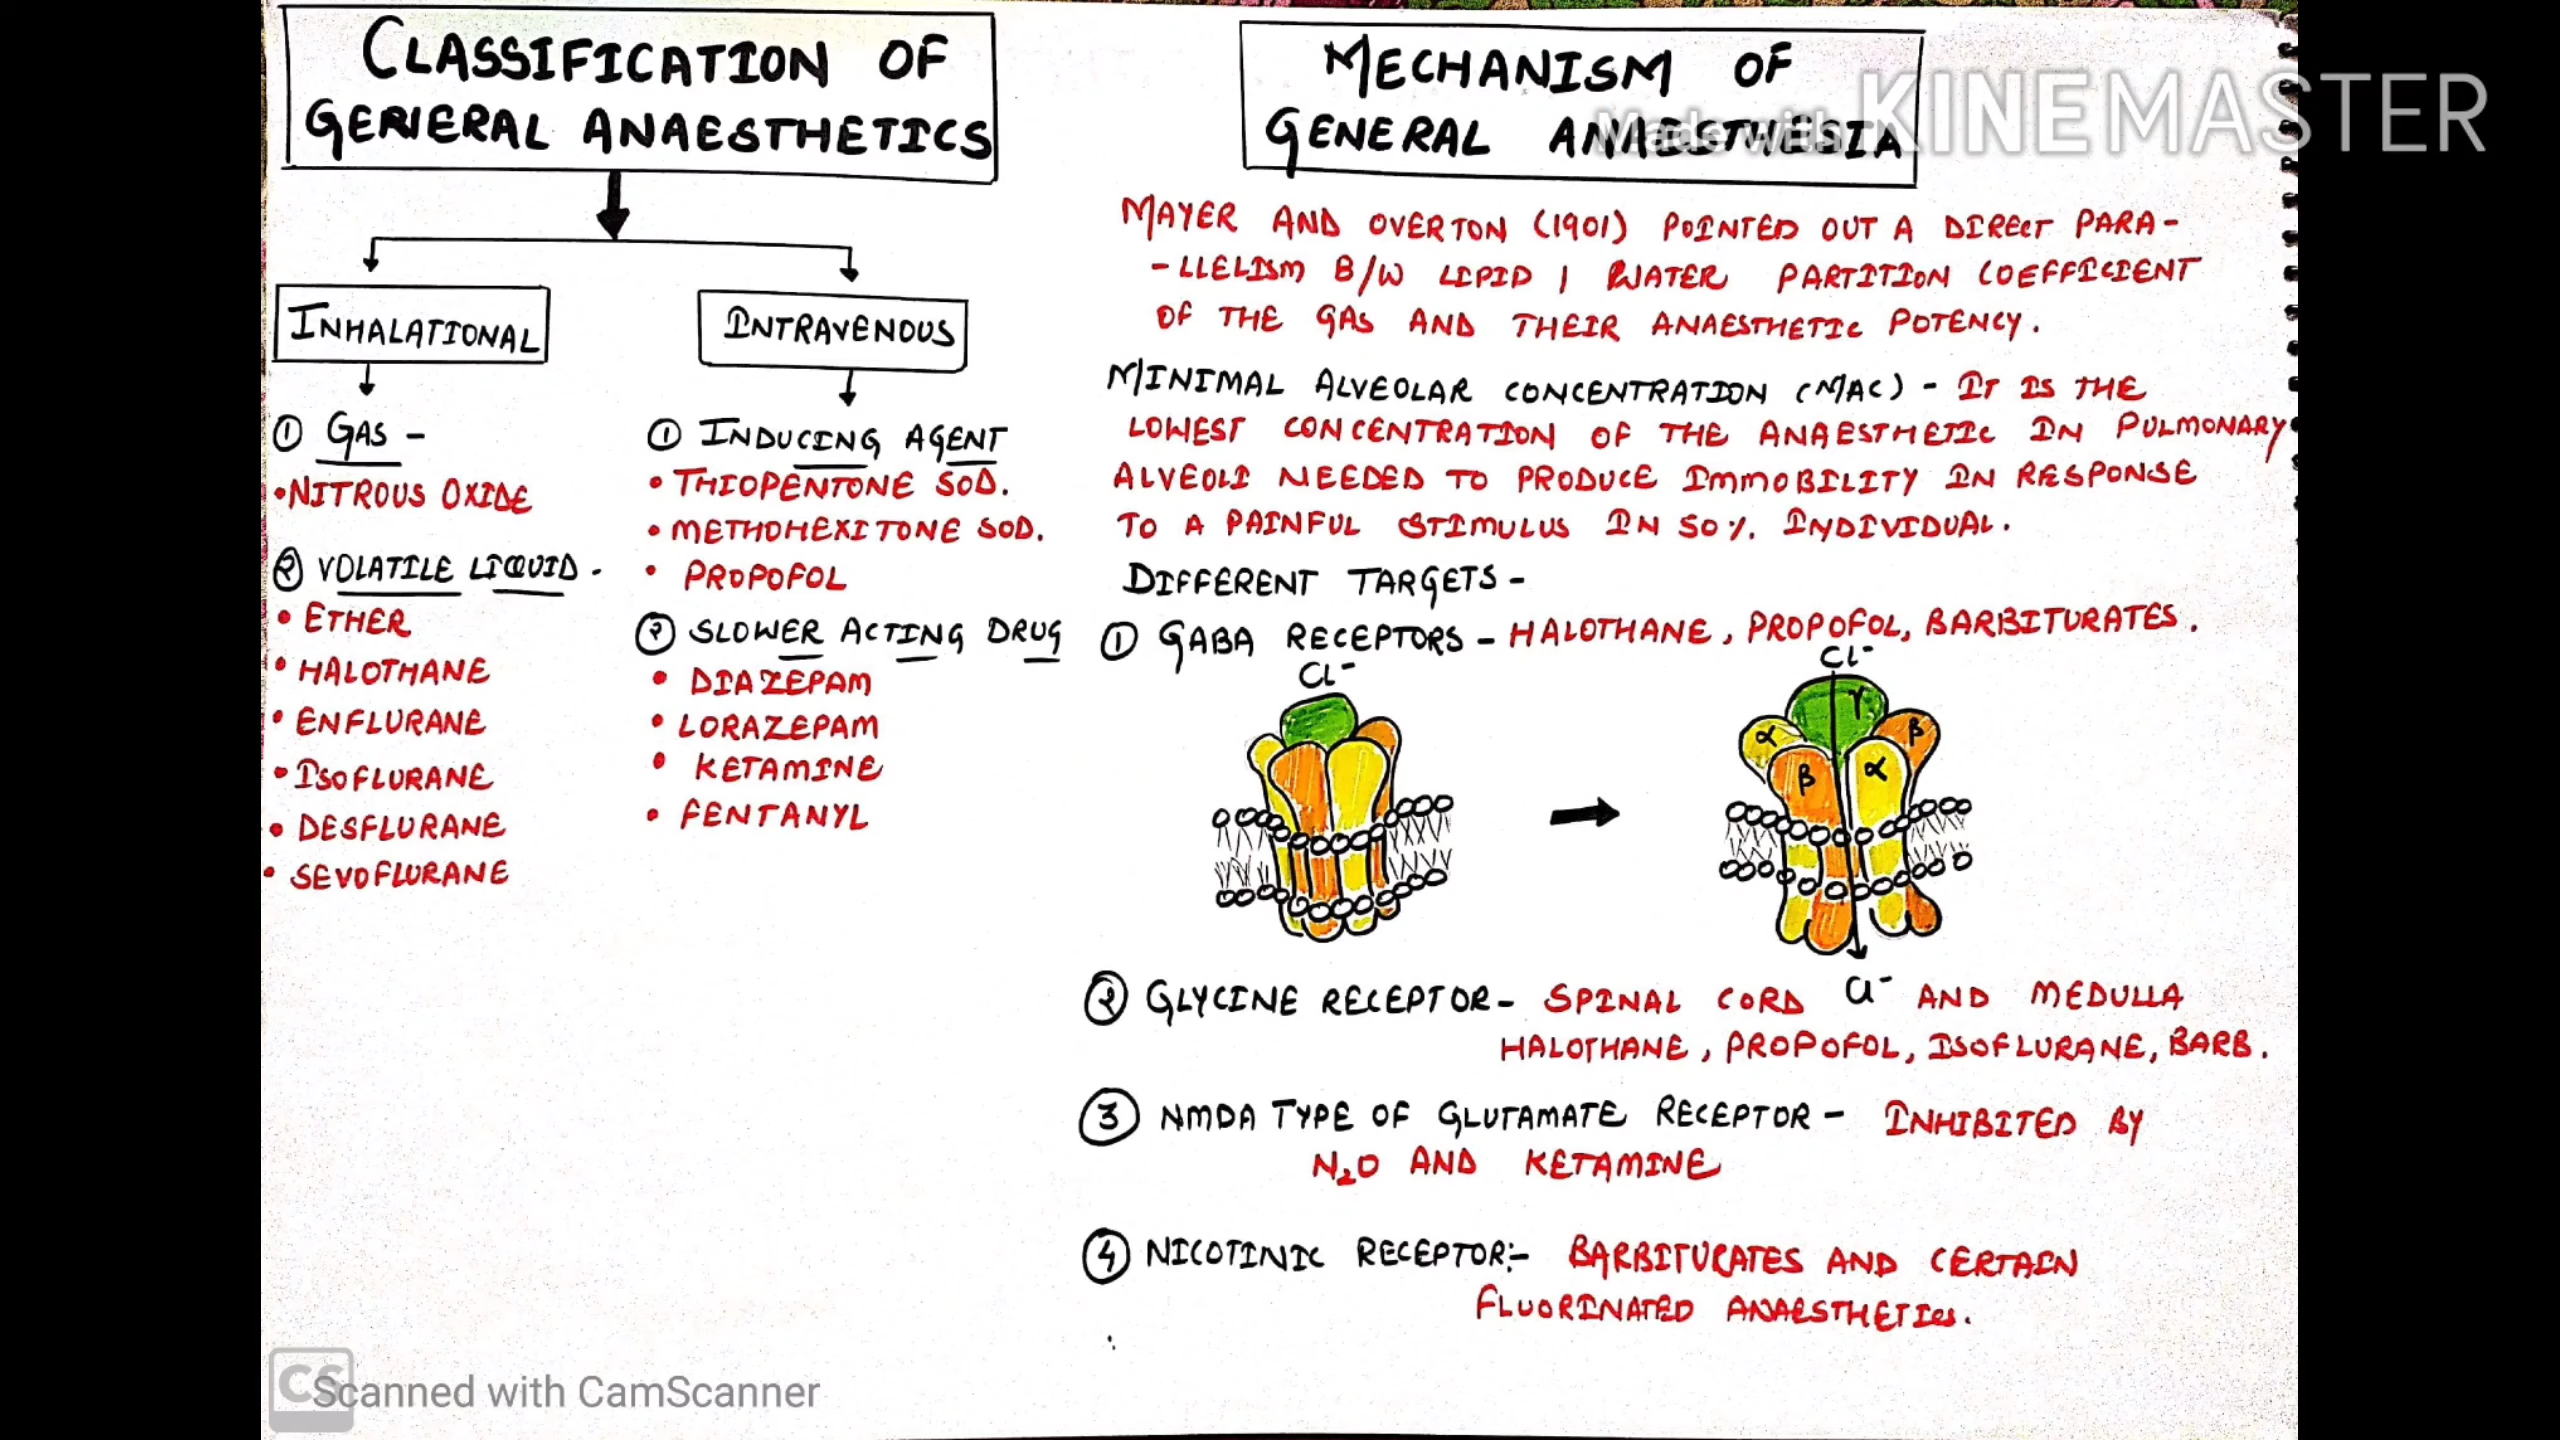 CLASSIFICATION OF
GENERAL ANAESTHETICS
INHALATIONAL
① GAS -
• NITROUS OXIDE
② VOLATILE LIQUID -
• ETHER
• HALOTHANE
• ENFLURANE
• ISOFLURANE
• DESFLURANE
• SEVOFLURANE
INTRAVENOUS
① INDUCING AGENT
• THIOPENTONE SOD.
• METHOHEXITONE SOD.
• PROPOFOL
② SLOWER ACTING DRUG
• DIAZEPAM
• LORAZEPAM
• KETAMINE
• FENTANYL
MECHANISM OF
GENERAL ANAESTHESIA
Made with KINEMASTER
MAYER AND OVERTON (1901) POINTED OUT A DIRECT PARA-
-LLELISM B/W LIPID / WATER PARTITION COEFFICIENT
OF THE GAS AND THEIR ANAESTHETIC POTENCY.
MINIMAL ALVEOLAR CONCENTRATION (MAC) - IT IS THE
LOWEST CONCENTRATION OF THE ANAESTHETIC IN PULMONARY
ALVEOLI NEEDED TO PRODUCE IMMOBILITY IN RESPONSE
TO A PAINFUL STIMULUS IN 50%. INDIVIDUAL.
DIFFERENT TARGETS -
① GABA RECEPTORS - HALOTHANE, PROPOFOL, BARBITURATES.
Cl⁻
Cl⁻
γ
α
β
β
α
Cl⁻
② GLYCINE RECEPTOR - SPINAL CORD AND MEDULLA
HALOTHANE, PROPOFOL, ISOFLURANE, BARB.
③ NMDA TYPE OF GLUTAMATE RECEPTOR - INHIBITED BY
N₂O AND KETAMINE
④ NICOTINIC RECEPTOR:- BARBITURATES AND CERTAIN
FLUORINATED ANAESTHETICS.
CS Scanned with CamScanner